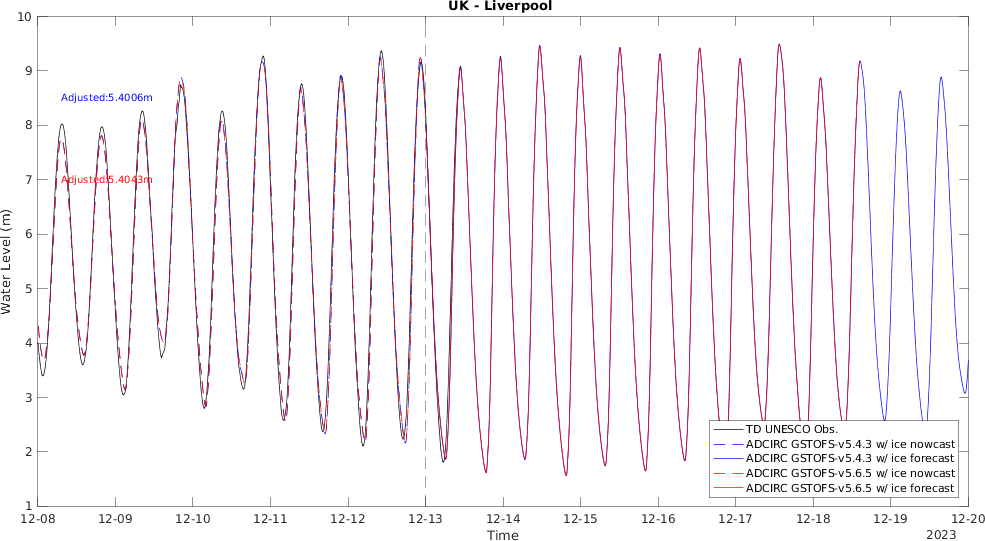 UK - Liverpool
10
9
8
7
6
5
4
3
2
1
Water Level (m)
Adjusted:5.4006m
Adjusted:5.4043m
TD UNESCO Obs.
ADCIRC GSTOFS-v5.4.3 w/ ice nowcast
ADCIRC GSTOFS-v5.4.3 w/ ice forecast
ADCIRC GSTOFS-v5.6.5 w/ ice nowcast
ADCIRC GSTOFS-v5.6.5 w/ ice forecast
12-08 12-09 12-10 12-11 12-12 12-13 12-14 12-15 12-16 12-17 12-18 12-19 12-20
Time
2023